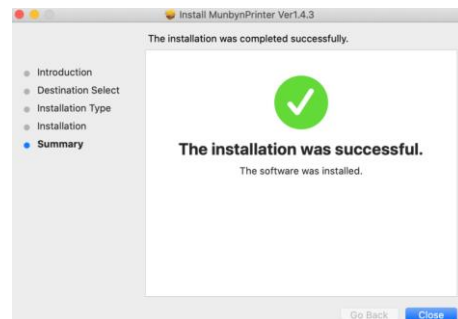 Install MunbynPrinter Ver1.4.3
The installation was completed successfully.
Introduction
Destination Select
Installation Type
Installation
Summary
The installation was successful.
The software was installed.
Go Back
Close